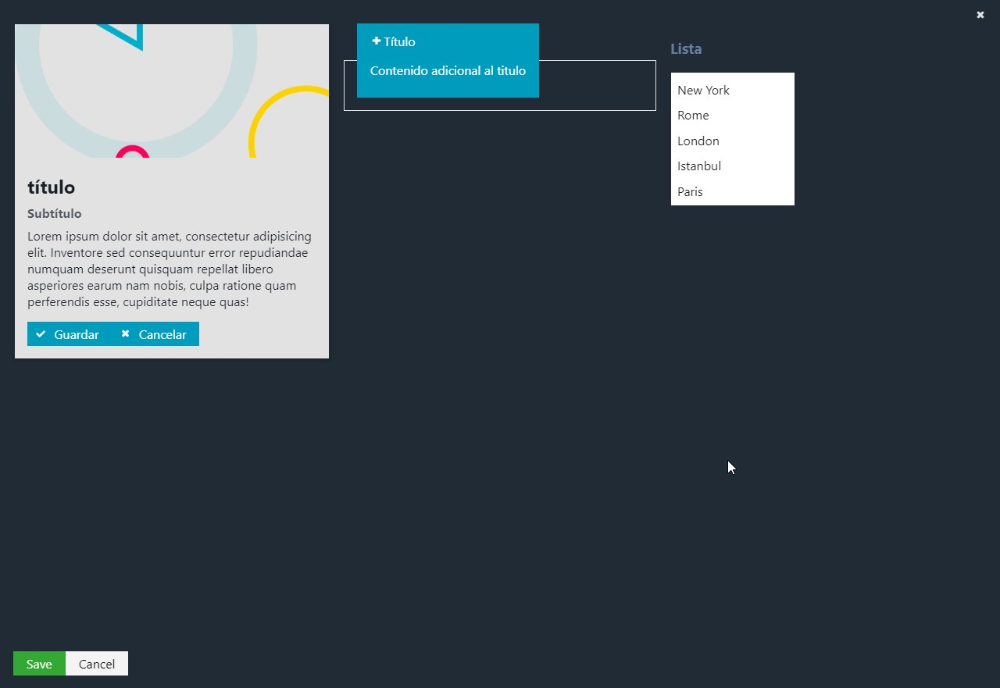 título
Subtítulo
Lorem ipsum dolor sit amet, consectetur adipisicing
elit. Inventore sed consequuntur error repudiandae
numquam deserunt quisquam repellat libero
asperiores earum nam nobis, culpa ratione quam
perferendis esse, cupiditate neque quas!
Guardar Cancelar
Título
Contenido adicional al titulo
Lista
New York
Rome
London
Istanbul
Paris
Save Cancel